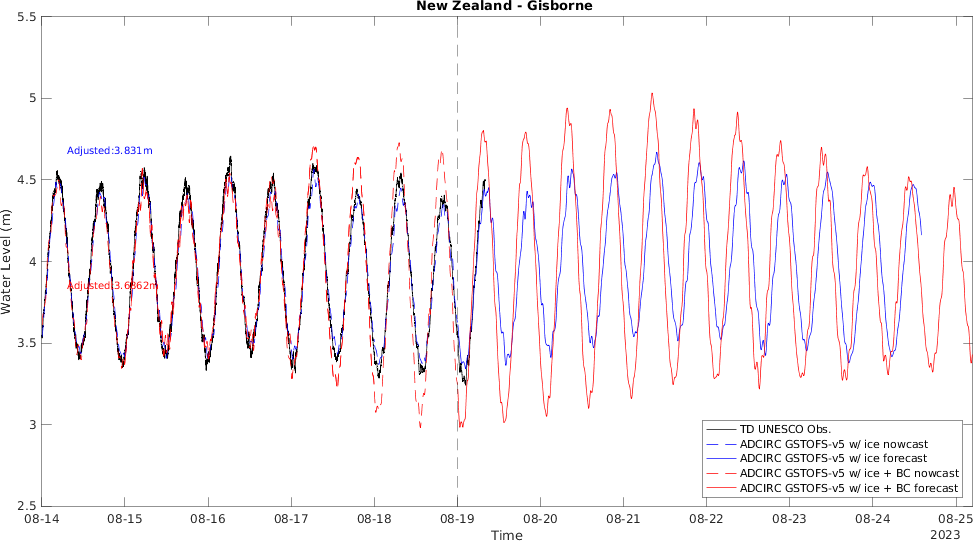 New Zealand - Gisborne
5.5
5
4.5
4
3.5
3
2.5
Water Level (m)
Adjusted:3.831m
Adjusted:3.6362m
TD UNESCO Obs.
ADCIRC GSTOFS-v5 w/ ice nowcast
ADCIRC GSTOFS-v5 w/ ice forecast
ADCIRC GSTOFS-v5 w/ ice + BC nowcast
ADCIRC GSTOFS-v5 w/ ice + BC forecast
08-14 08-15 08-16 08-17 08-18 08-19 08-20 08-21 08-22 08-23 08-24 08-25
Time
2023